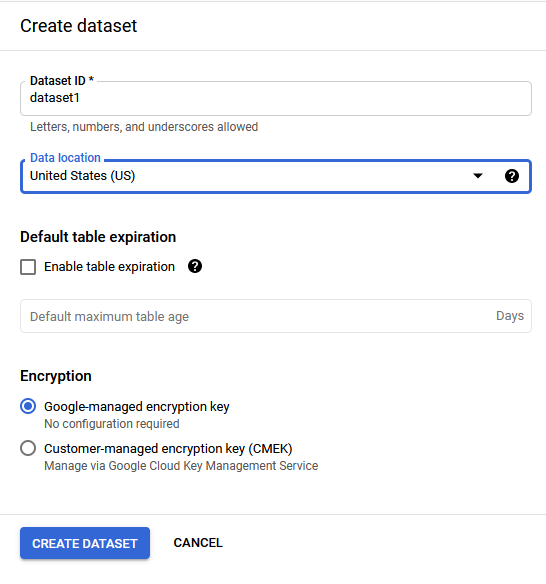 Create dataset
Dataset ID *
dataset1
Letters, numbers, and underscores allowed
Data location
United States (US)
Default table expiration
Enable table expiration
Default maximum table age Days
Encryption
Google-managed encryption key
No configuration required
Customer-managed encryption key (CMEK)
Manage via Google Cloud Key Management Service
CREATE DATASET CANCEL